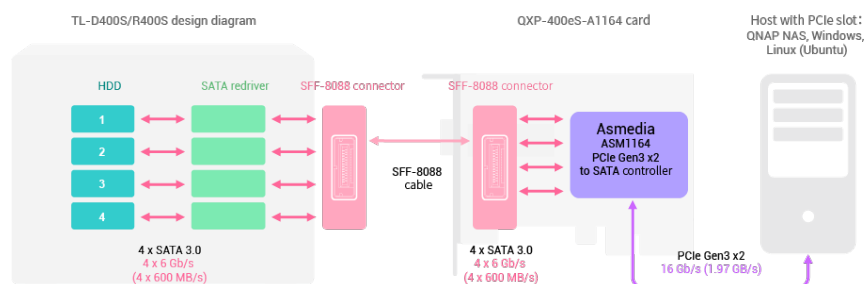 TL-D400S/R400S design diagram
QXP-400eS-A1164 card
Host with PCIe slot:
QNAP NAS, Windows,
Linux (Ubuntu)
HDD
SATA redriver
SFF-8088 connector
SFF-8088 connector
1
2
3
4
SFF-8088
cable
Asmedia
ASM1164
PCIe Gen3 x2
to SATA controller
4 x SATA 3.0
4 x 6 Gb/s
(4 x 600 MB/s)
4 x SATA 3.0
4 x 6 Gb/s
(4 x 600 MB/s)
PCIe Gen3 x2
16 Gb/s (1.97 GB/s)